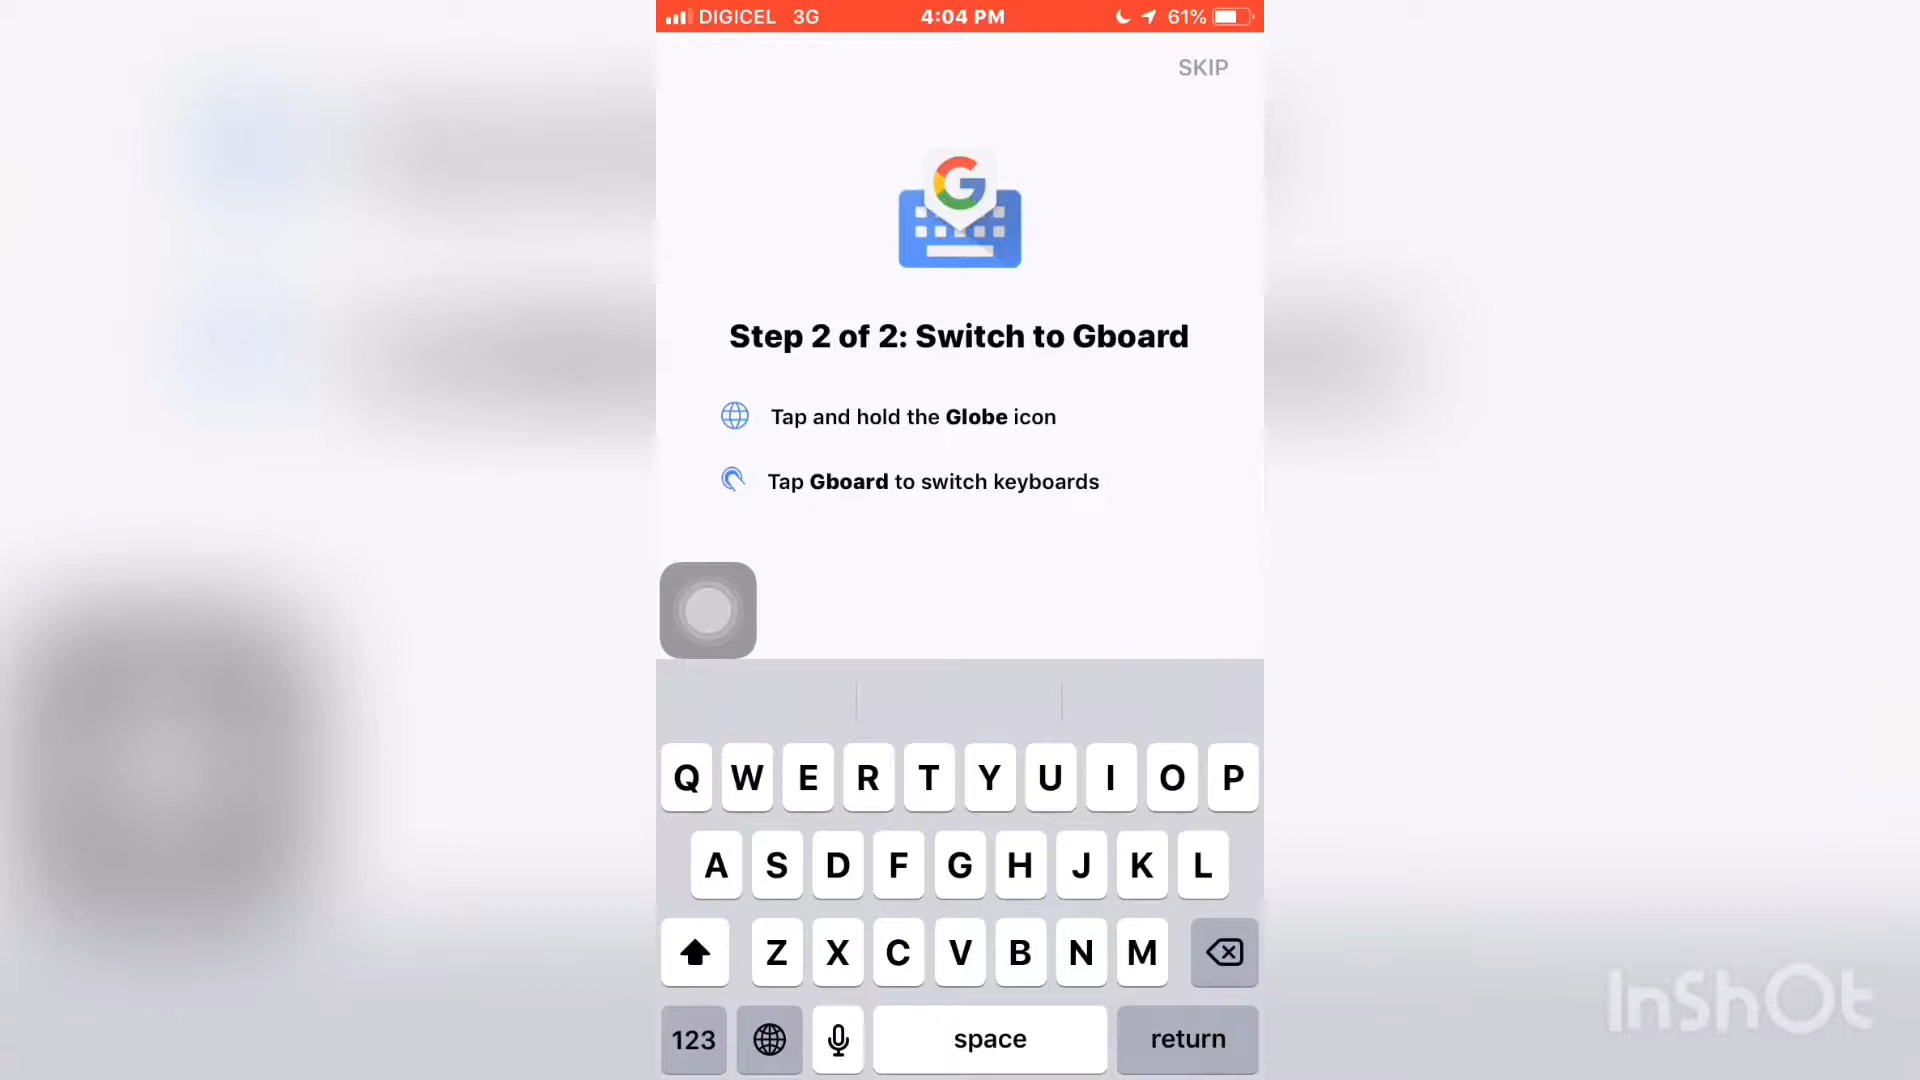 DIGICEL 3G 4:04 PM 61%
SKIP
G
Step 2 of 2: Switch to Gboard
Tap and hold the Globe icon
Tap Gboard to switch keyboards
Q W E R T Y U I O P
A S D F G H J K L
Z X C V B N M
123 space return
InShOt